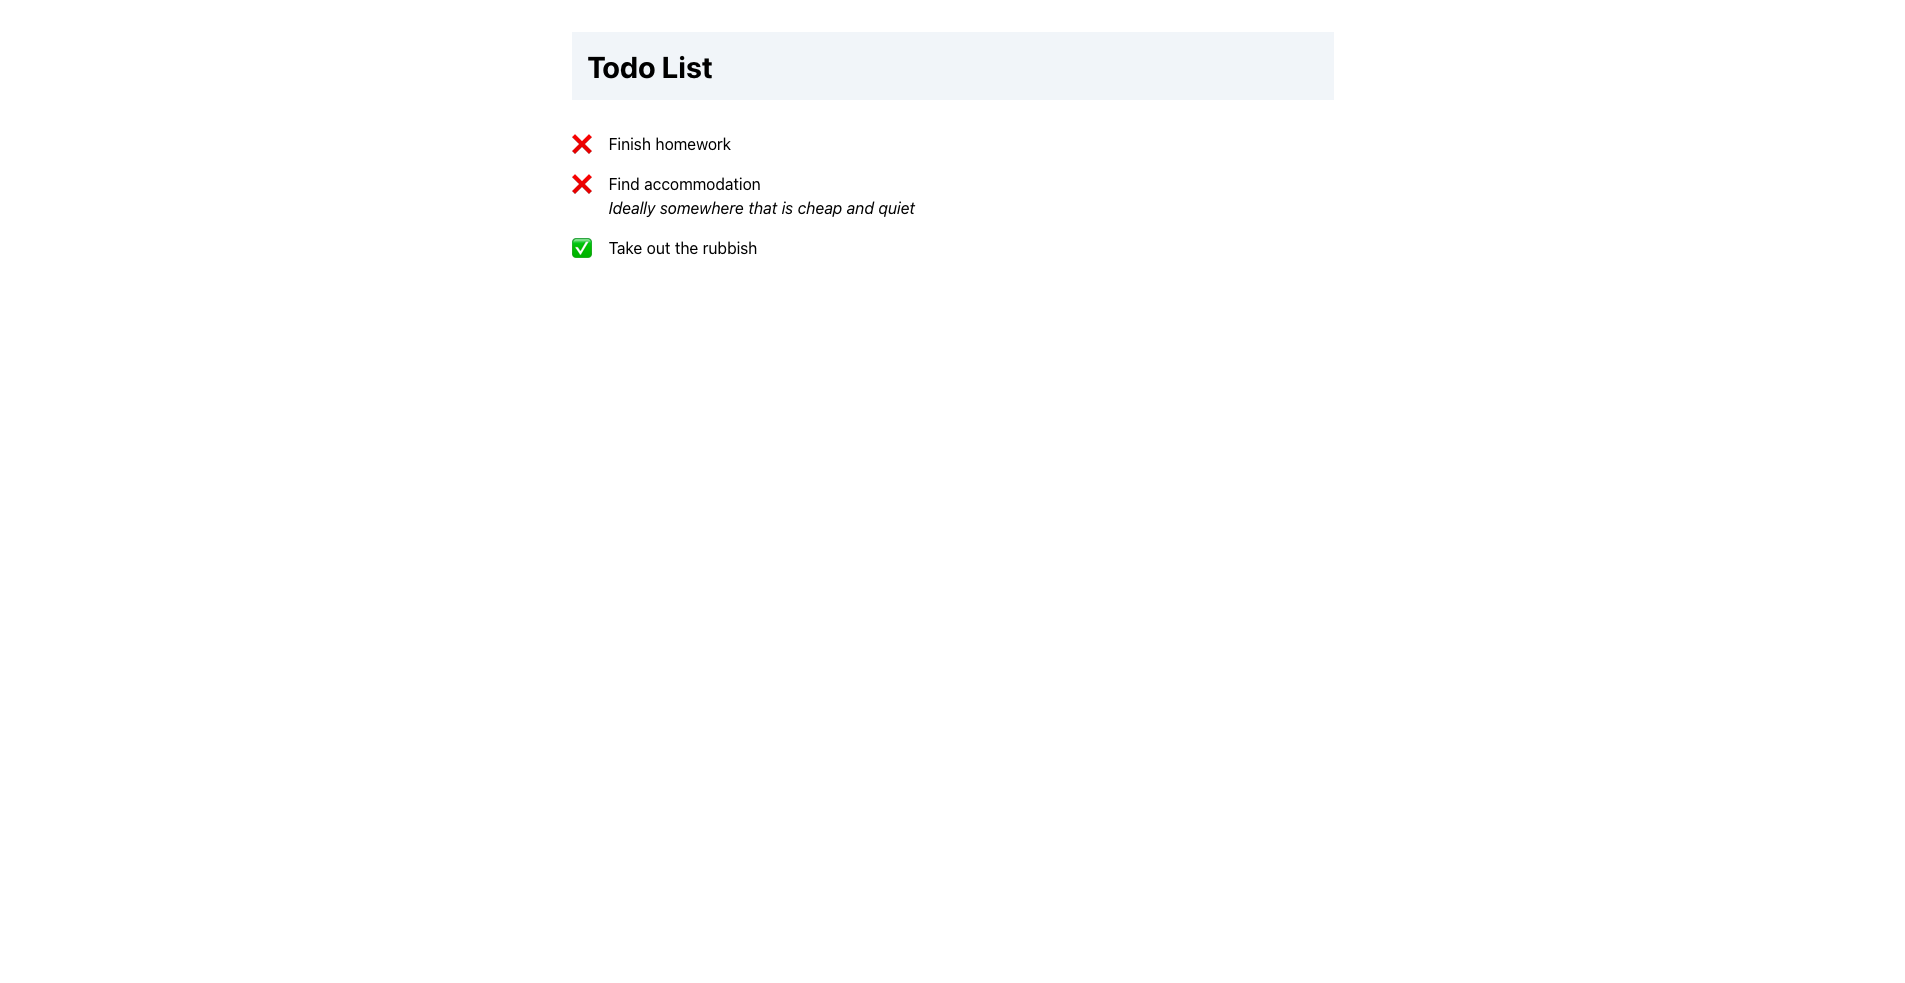 Todo List
❌ Finish homework
❌ Find accommodation
Ideally somewhere that is cheap and quiet
✅ Take out the rubbish